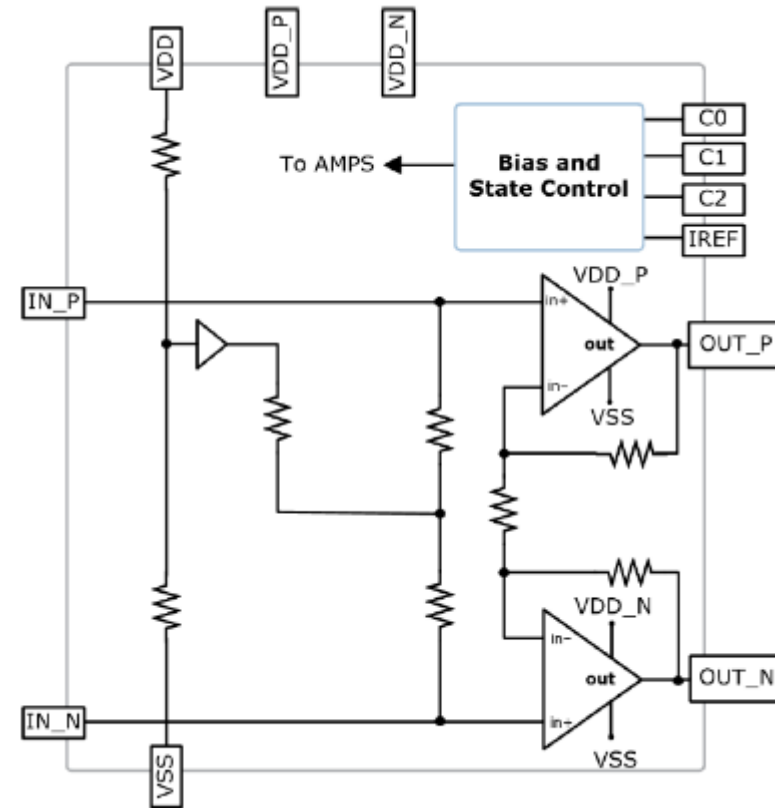 VDD
VDD_P
VDD_N
C0
To AMPS
Bias and
State Control
C1
C2
IREF
IN_P
VDD_P
in+
out
OUT_P
in-
VSS
VDD_N
in-
out
OUT_N
IN_N
in+
VSS
VSS